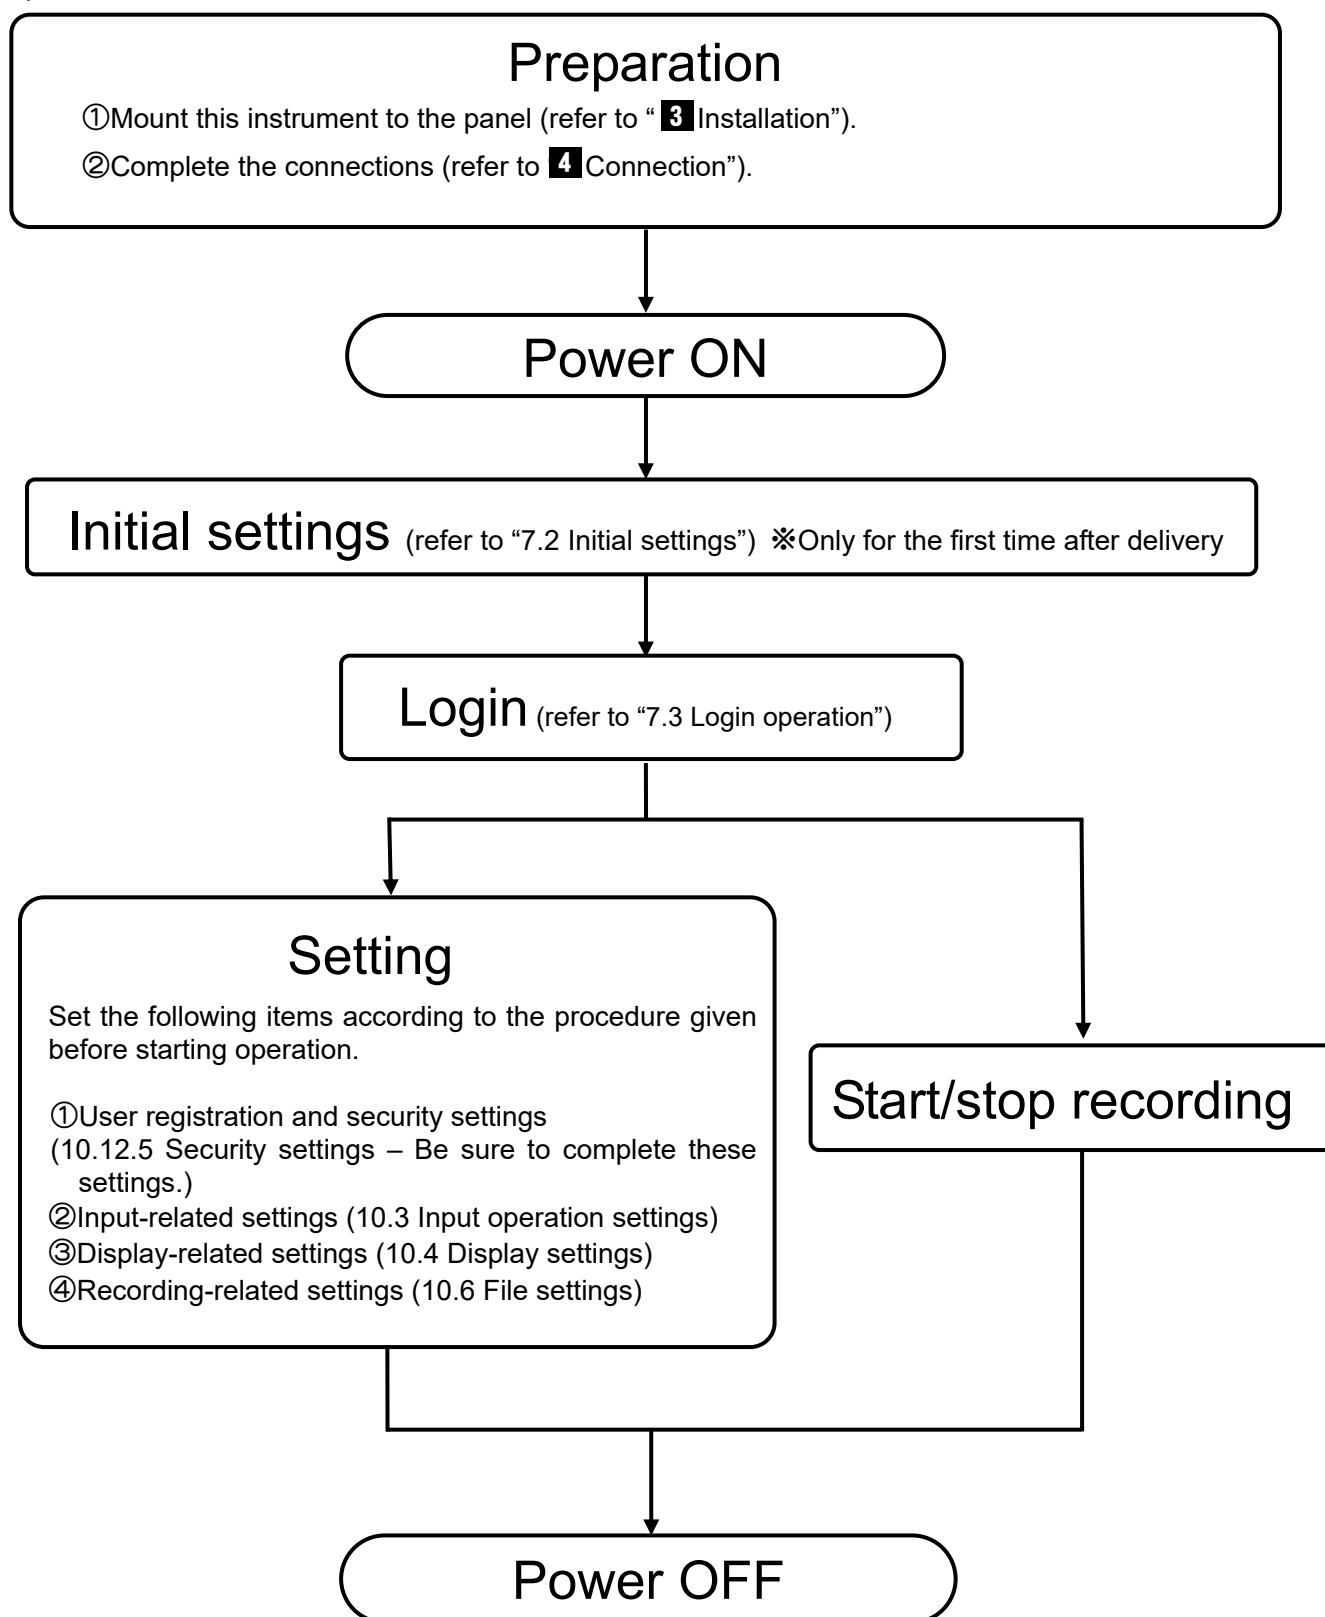 Preparation
①Mount this instrument to the panel (refer to “ 3 Installation”).
②Complete the connections (refer to 4 Connection”).
Power ON
Initial settings (refer to “7.2 Initial settings”) ※Only for the first time after delivery
Login (refer to “7.3 Login operation”)
Setting
Set the following items according to the procedure given
before starting operation.
①User registration and security settings
(10.12.5 Security settings – Be sure to complete these
settings.)
②Input-related settings (10.3 Input operation settings)
③Display-related settings (10.4 Display settings)
④Recording-related settings (10.6 File settings)
Start/stop recording
Power OFF